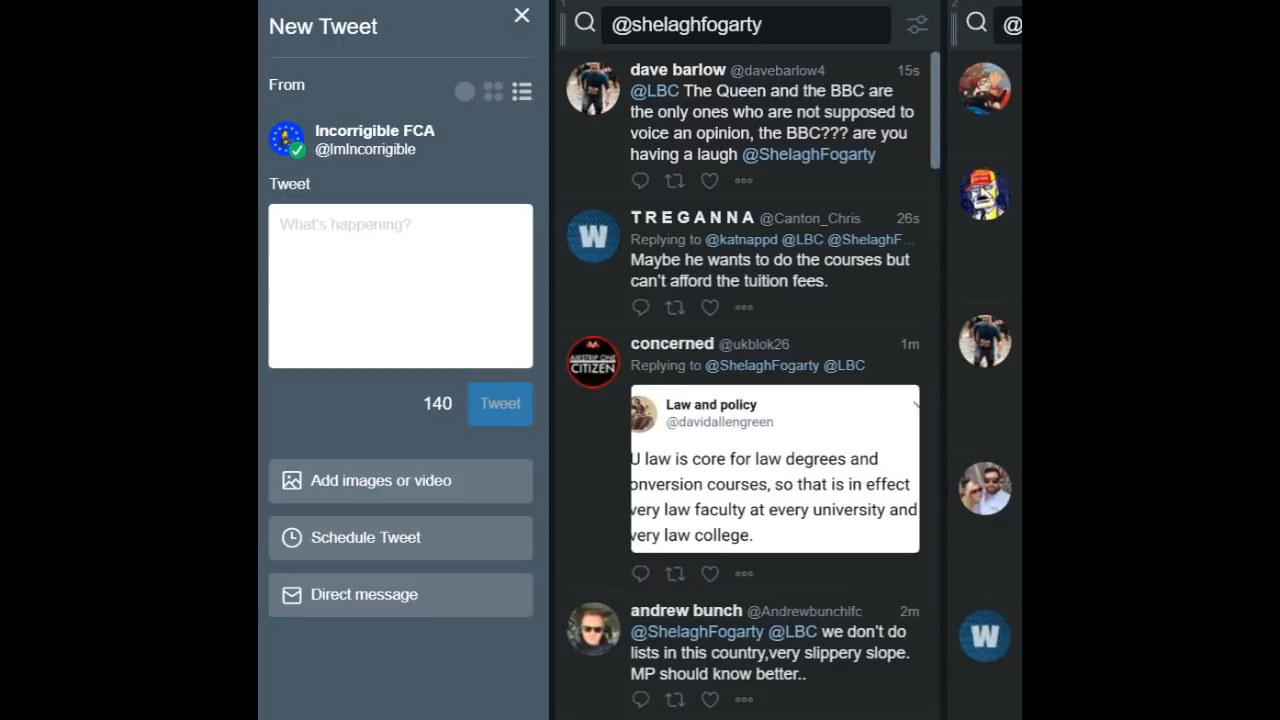 New Tweet
From
Incorrigible FCA
@ImIncorrigible
Tweet
What's happening?
140
Tweet
Add images or video
Schedule Tweet
Direct message
1
@shelaghfogarty
dave barlow @davebarlow4 15s
@LBC The Queen and the BBC are
the only ones who are not supposed to
voice an opinion, the BBC??? are you
having a laugh @ShelaghFogarty
W
T R E G A N N A @Canton_Chris 26s
Replying to @katnappd @LBC @ShelaghF...
Maybe he wants to do the courses but
can't afford the tuition fees.
AIRSTRIP ONE
CITIZEN
concerned @ukblok26 1m
Replying to @ShelaghFogarty @LBC
Law and policy
@davidallengreen
U law is core for law degrees and
onversion courses, so that is in effect
very law faculty at every university and
very law college.
andrew bunch @Andrewbunchlfc 2m
@ShelaghFogarty @LBC we don't do
lists in this country,very slippery slope.
MP should know better..
2
@
W